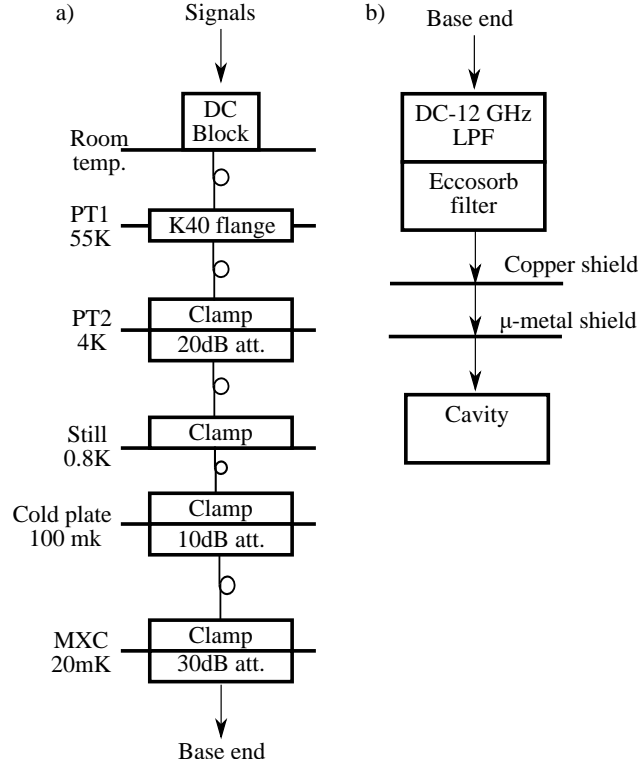 a)
Signals
DC
Block
Room
temp.
PT1
55K
K40 flange
PT2
4K
Clamp
20dB att.
Still
0.8K
Clamp
Cold plate
100 mk
Clamp
10dB att.
MXC
20mK
Clamp
30dB att.
Base end
b)
Base end
DC-12 GHz
LPF
Eccosorb
filter
Copper shield
μ-metal shield
Cavity